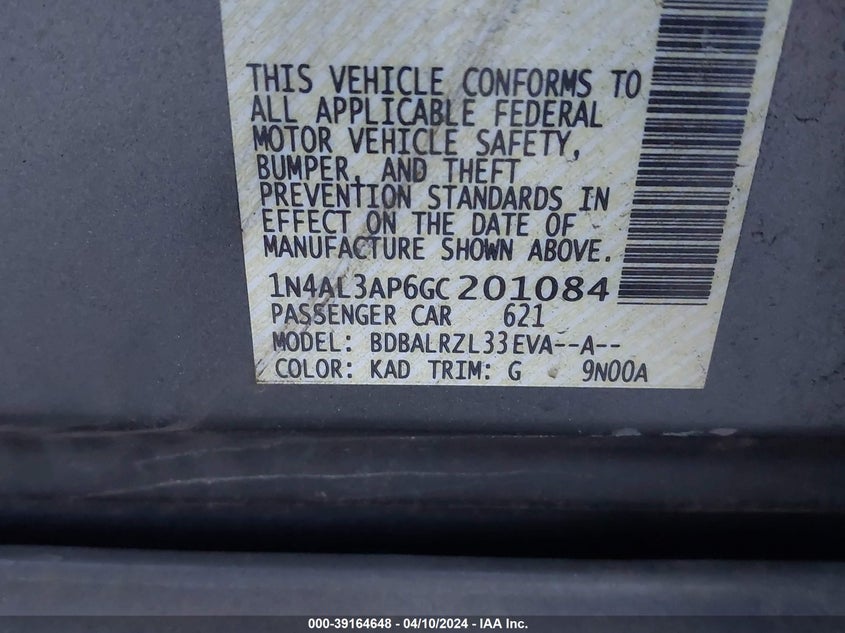 THIS VEHICLE CONFORMS TO
ALL APPLICABLE FEDERAL
MOTOR VEHICLE SAFETY,
BUMPER, AND THEFT
PREVENTION STANDARDS IN
EFFECT ON THE DATE OF
MANUFACTURE SHOWN ABOVE.
1N4AL3AP6GC201084
PASSENGER CAR 621
MODEL: BDBALRZL33EVA--A--
COLOR: KAD TRIM: G 9N00A
000-39164648 - 04/10/2024 - IAA Inc.